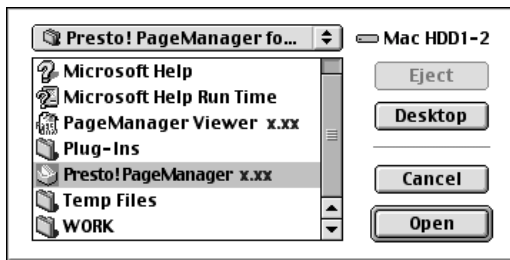 Presto! PageManager fo...
Mac HDD1-2
Microsoft Help
Microsoft Help Run Time
PageManager Viewer x.xx
Plug-Ins
Presto! PageManager x.xx
Temp Files
WORK
Eject
Desktop
Cancel
Open